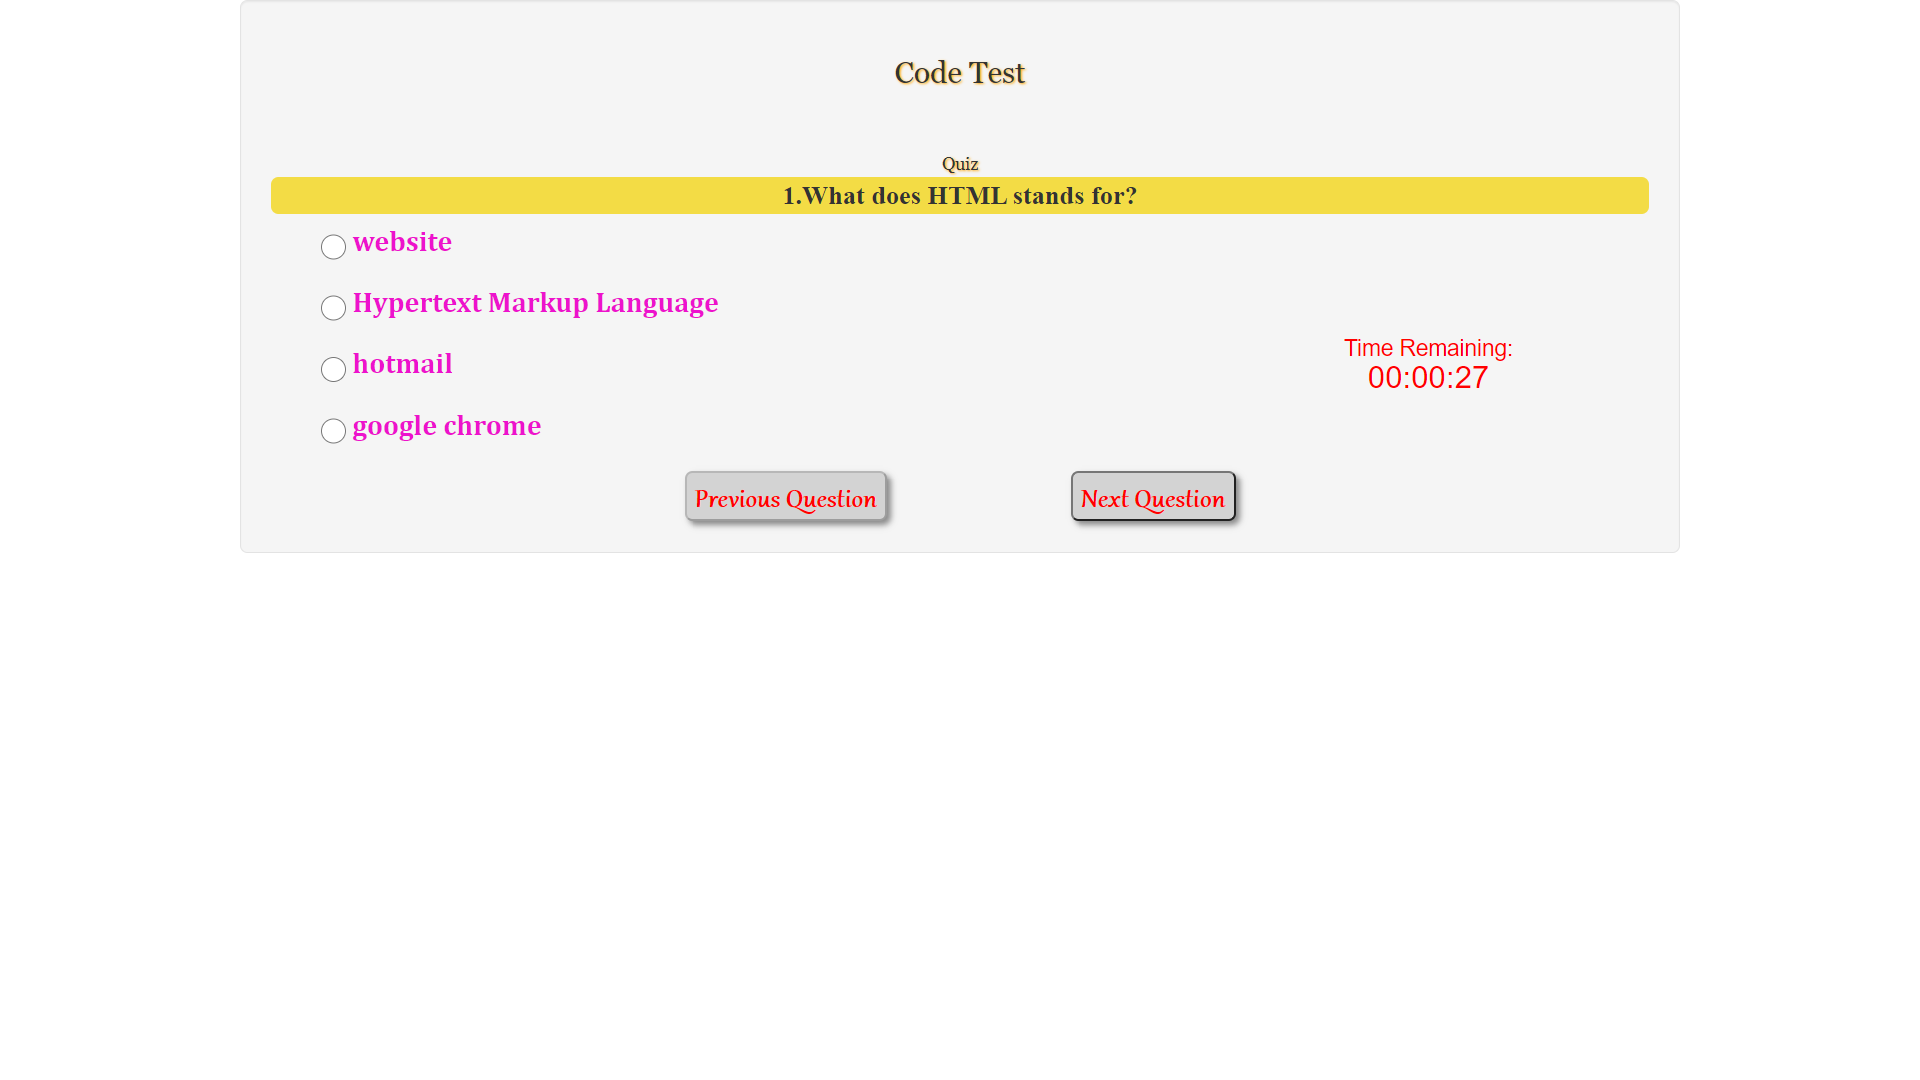 Code Test
Quiz
1.What does HTML stands for?
website
Hypertext Markup Language
hotmail
google chrome
Time Remaining:
00:00:27
Previous Question
Next Question